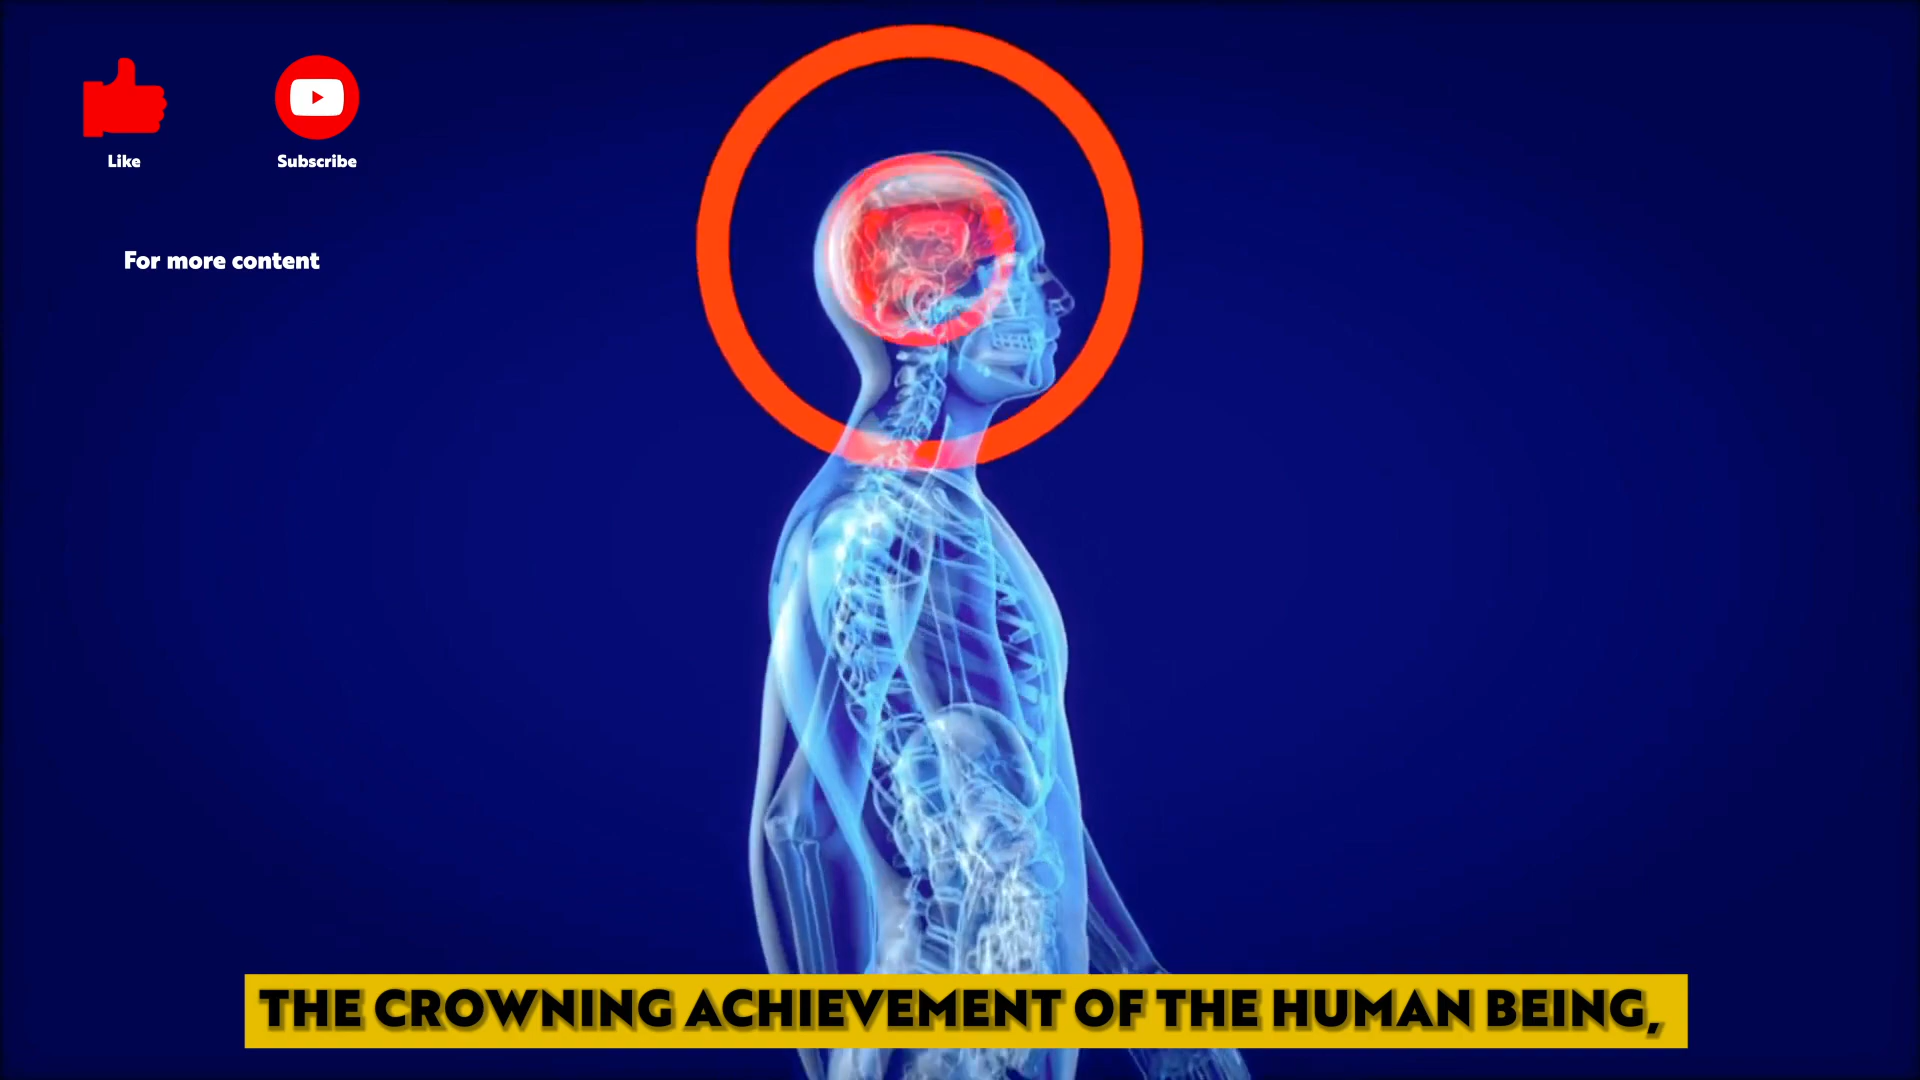 Like
Subscribe
For more content
THE CROWNING ACHIEVEMENT OF THE HUMAN BEING,